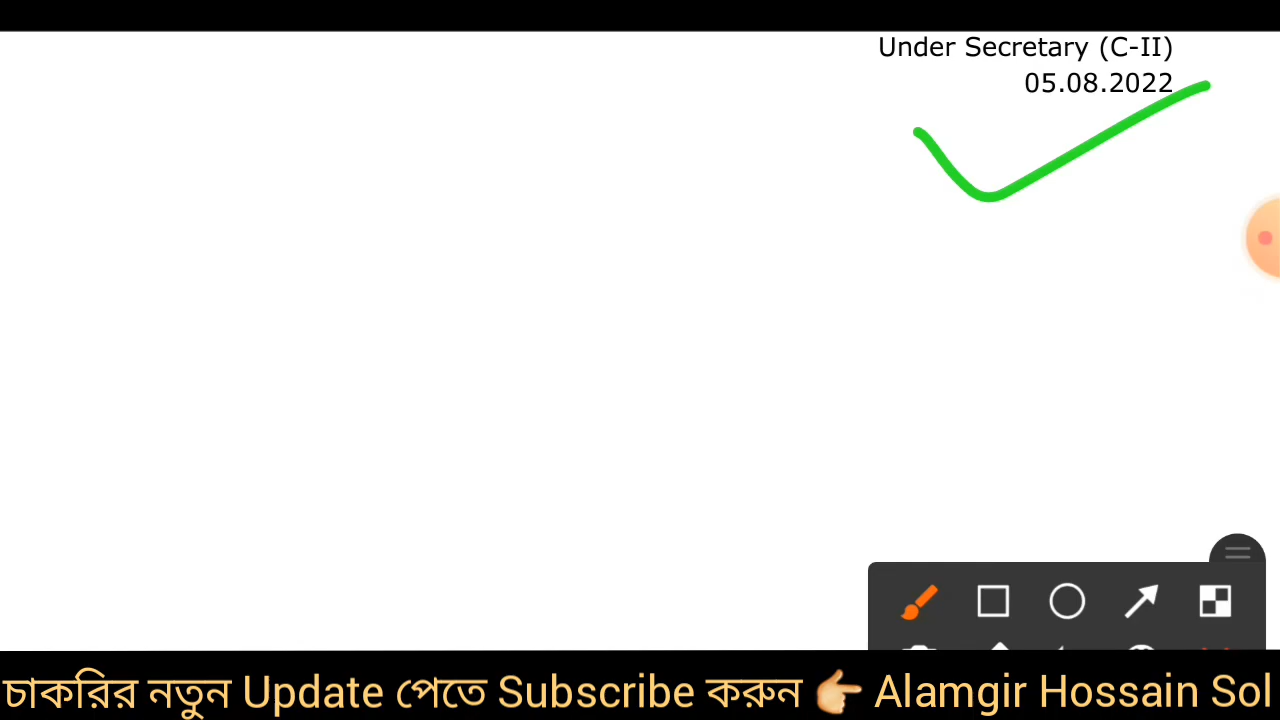 Under Secretary (C-II)
05.08.2022
চাকরির নতুন Update পেতে Subscribe করুন 👉 Alamgir Hossain Sol